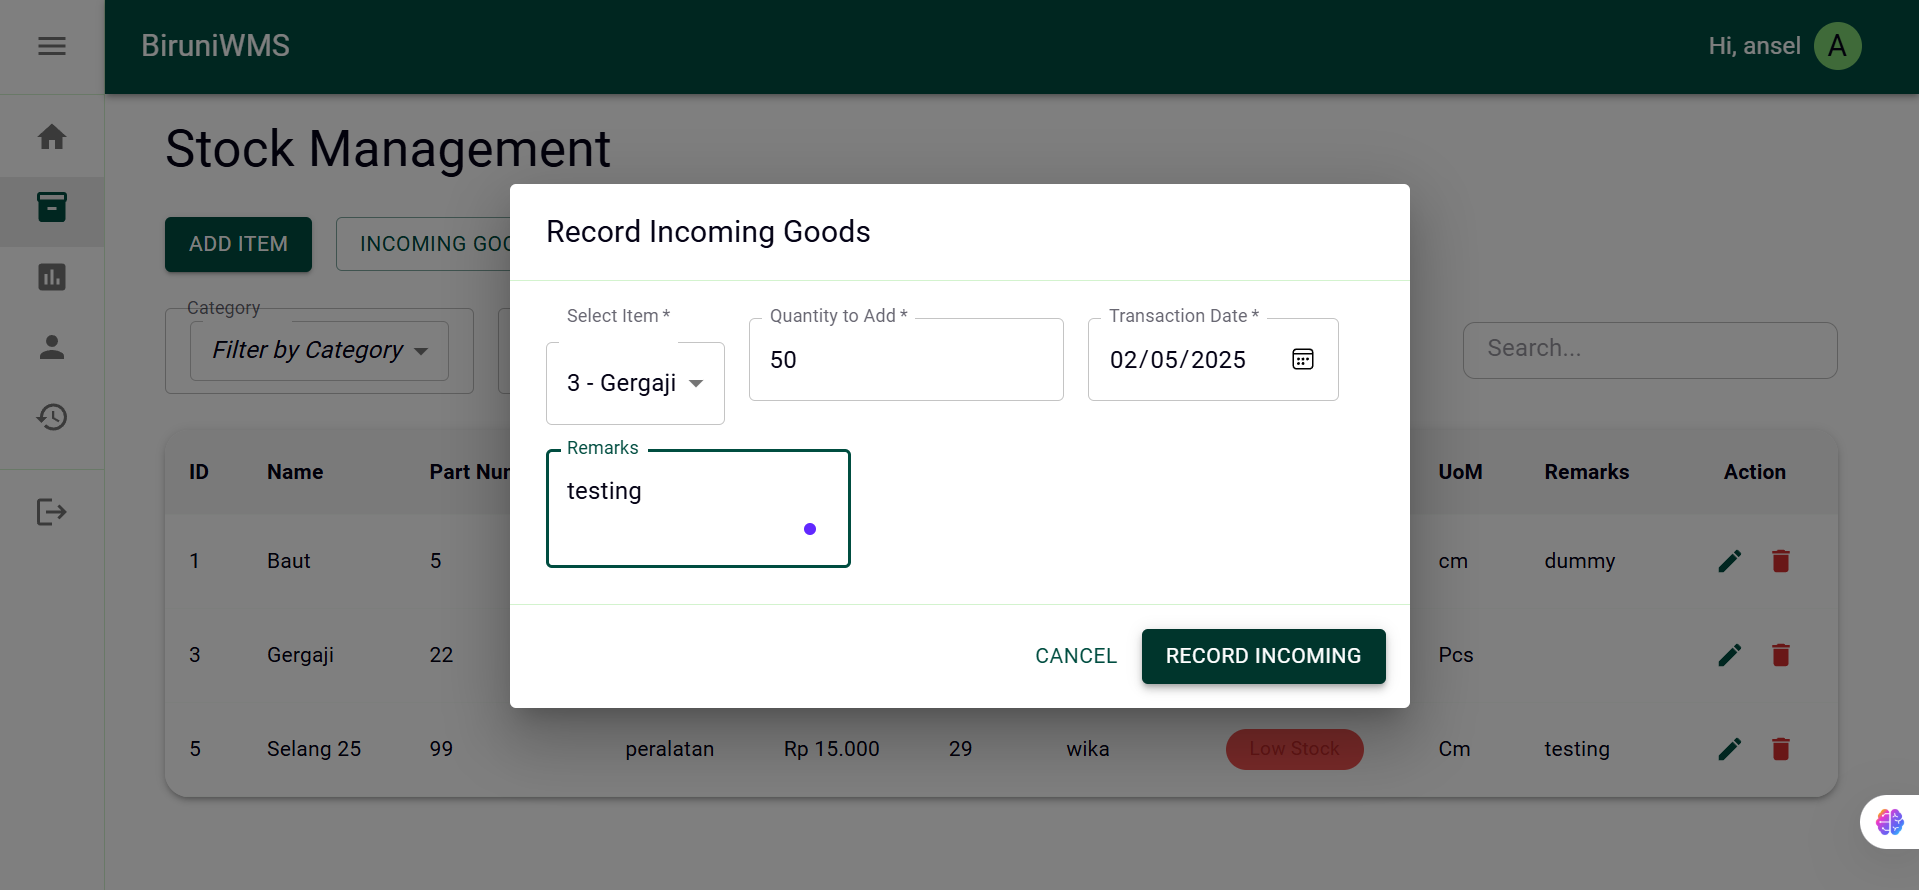 BiruniWMS
Hi, ansel
A
Stock Management
ADD ITEM
INCOMING GOO
Category
Filter by Category
Search...
Record Incoming Goods
Select Item *
3 - Gergaji
Quantity to Add *
50
Transaction Date *
02/05/2025
Remarks
testing
CANCEL
RECORD INCOMING
ID Name Part Num UoM Remarks Action
1 Baut 5 cm dummy
3 Gergaji 22 Pcs
5 Selang 25 99 peralatan Rp 15.000 29 wika Low Stock Cm testing